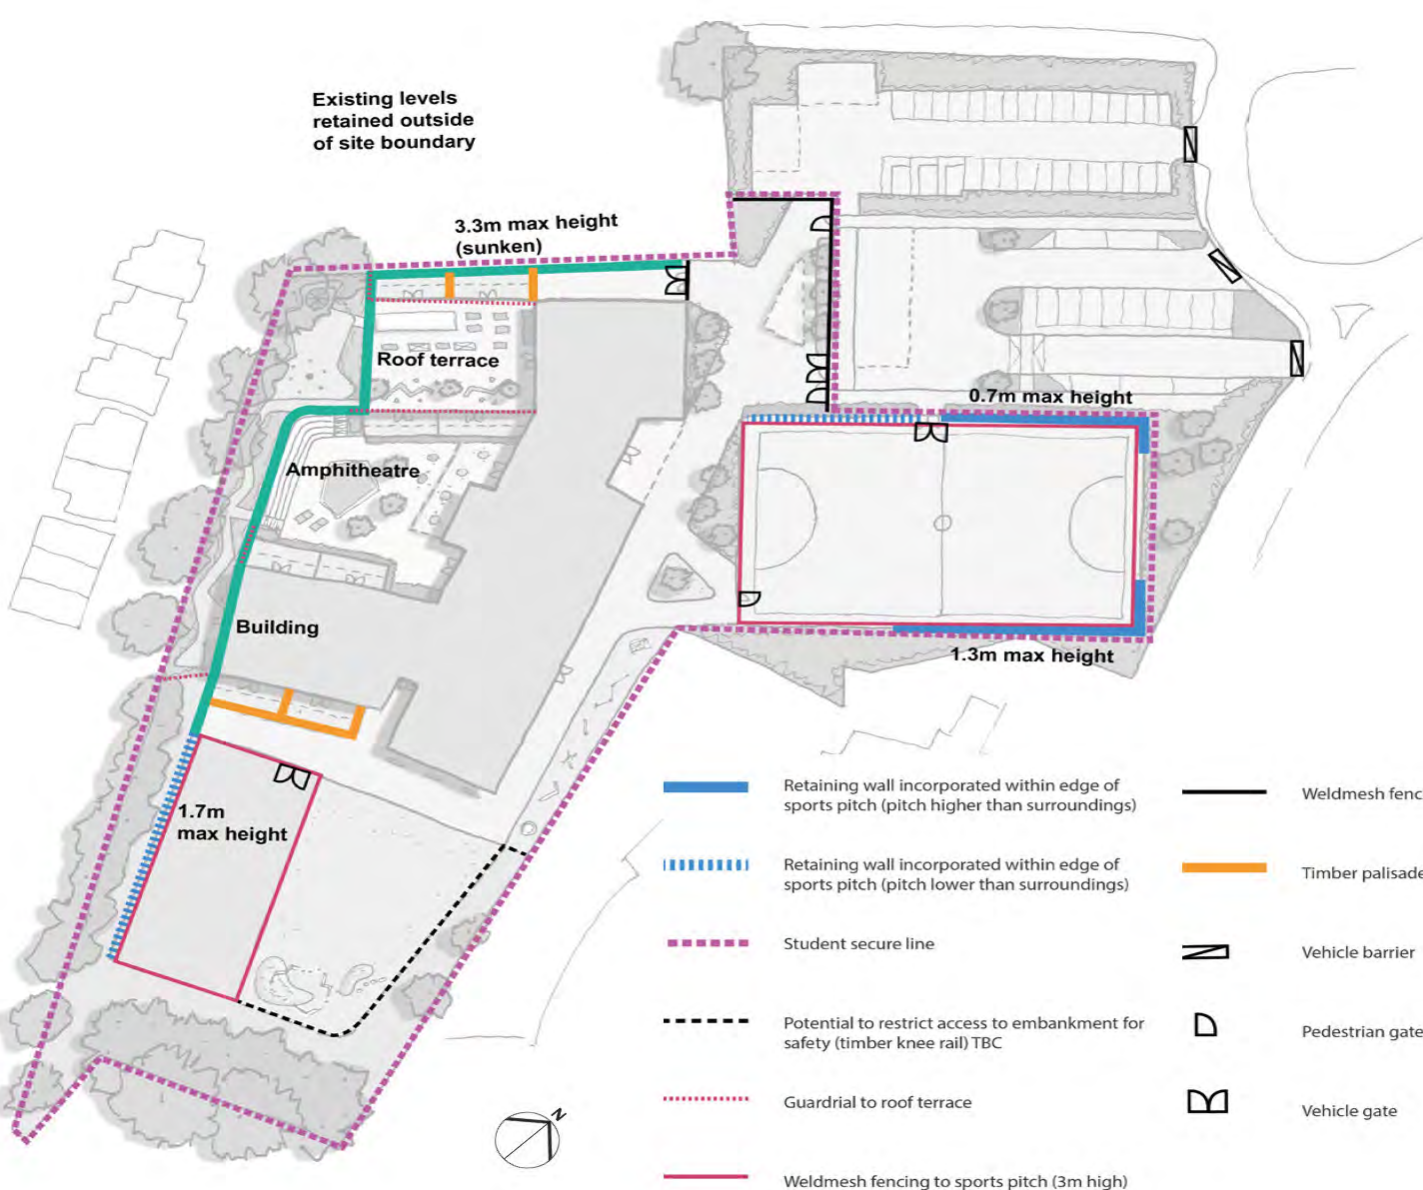 Existing levels
retained outside
of site boundary
3.3m max height
(sunken)
Roof terrace
0.7m max height
Amphitheatre
Building
1.3m max height
1.7m
max height
N
Retaining wall incorporated within edge of
sports pitch (pitch higher than surroundings)
Retaining wall incorporated within edge of
sports pitch (pitch lower than surroundings)
Student secure line
Potential to restrict access to embankment for
safety (timber knee rail) TBC
Guardrial to roof terrace
Weldmesh fencing to sports pitch (3m high)
Weldmesh fenc
Timber palisade
Vehicle barrier
Pedestrian gate
Vehicle gate